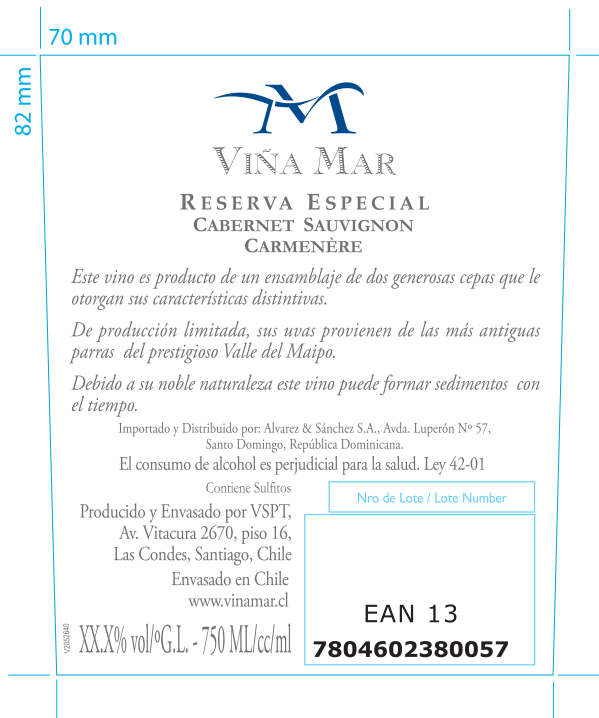 70 mm
82 mm
VIÑA MAR
RESERVA ESPECIAL
CABERNET SAUVIGNON
CARMENÈRE
Este vino es producto de un ensamblaje de dos generosas cepas que le
otorgan sus características distintivas.
De producción limitada, sus uvas provienen de las más antiguas
parras del prestigioso Valle del Maipo.
Debido a su noble naturaleza este vino puede formar sedimentos con
el tiempo.
Importado y Distribuido por: Alvarez & Sánchez S.A., Avda. Luperón Nº 57,
Santo Domingo, República Dominicana.
El consumo de alcohol es perjudicial para la salud. Ley 42-01
Contiene Sulfitos
Producido y Envasado por VSPT,
Av. Vitacura 2670, piso 16,
Las Condes, Santiago, Chile
Envasado en Chile
www.vinamar.cl
V2052640
XX.X% vol/ºG.L. - 750 ML/cc/ml
Nro de Lote / Lote Number
EAN 13
7804602380057